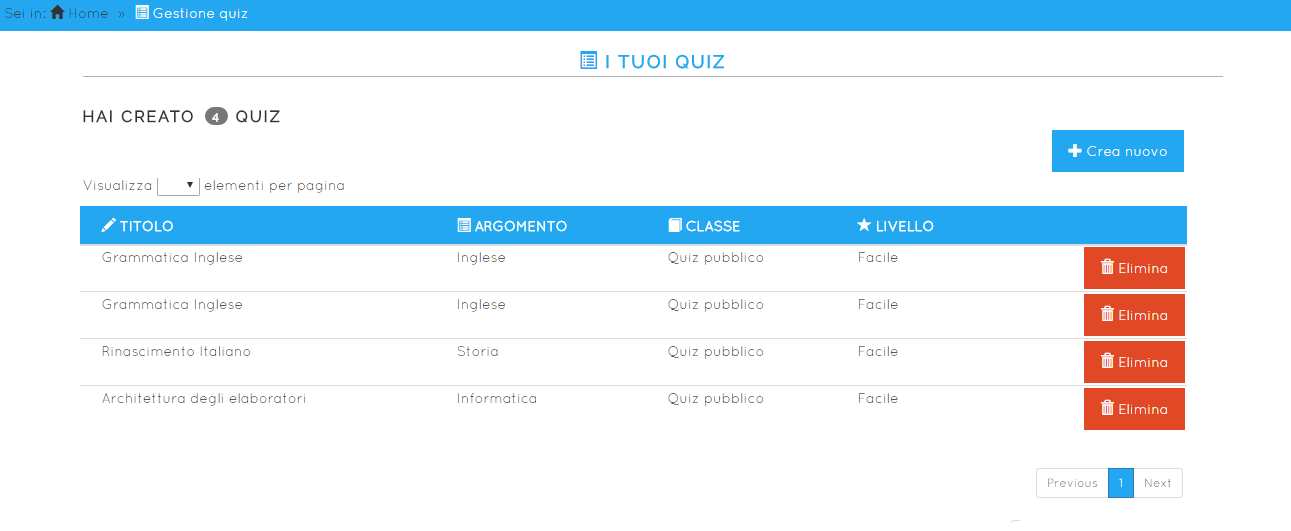 Sei in: Home » Gestione quiz
I TUOI QUIZ
HAI CREATO 4 QUIZ
Crea nuovo
Visualizza elementi per pagina
TITOLO ARGOMENTO CLASSE LIVELLO
Grammatica Inglese Inglese Quiz pubblico Facile Elimina
Grammatica Inglese Inglese Quiz pubblico Facile Elimina
Rinascimento Italiano Storia Quiz pubblico Facile Elimina
Architettura degli elaboratori Informatica Quiz pubblico Facile Elimina
Previous 1 Next